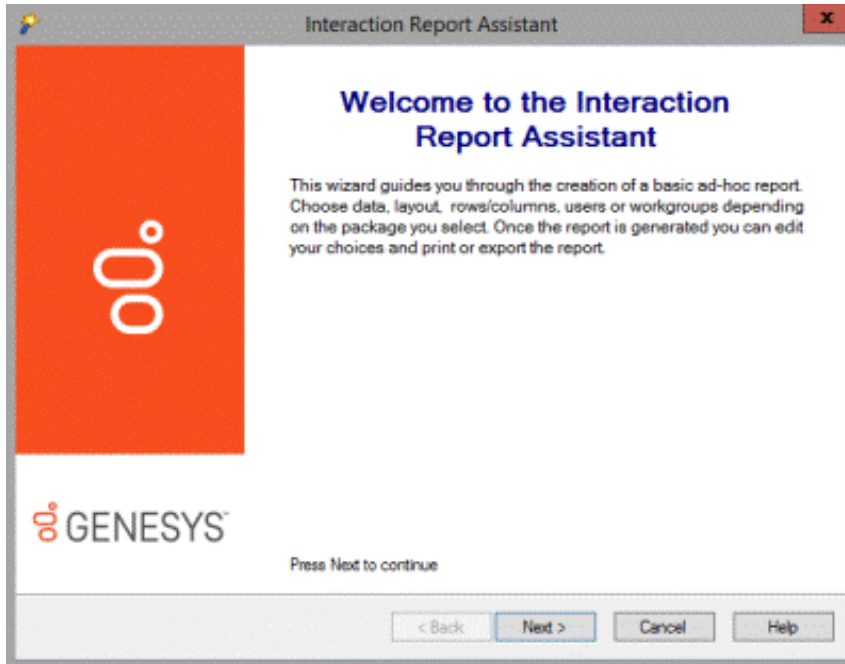 Interaction Report Assistant
x
Welcome to the Interaction
Report Assistant
This wizard guides you through the creation of a basic ad-hoc report.
Choose data, layout, rows/columns, users or workgroups depending
on the package you select. Once the report is generated you can edit
your choices and print or export the report.
GENESYS™
Press Next to continue
< Back Next > Cancel Help